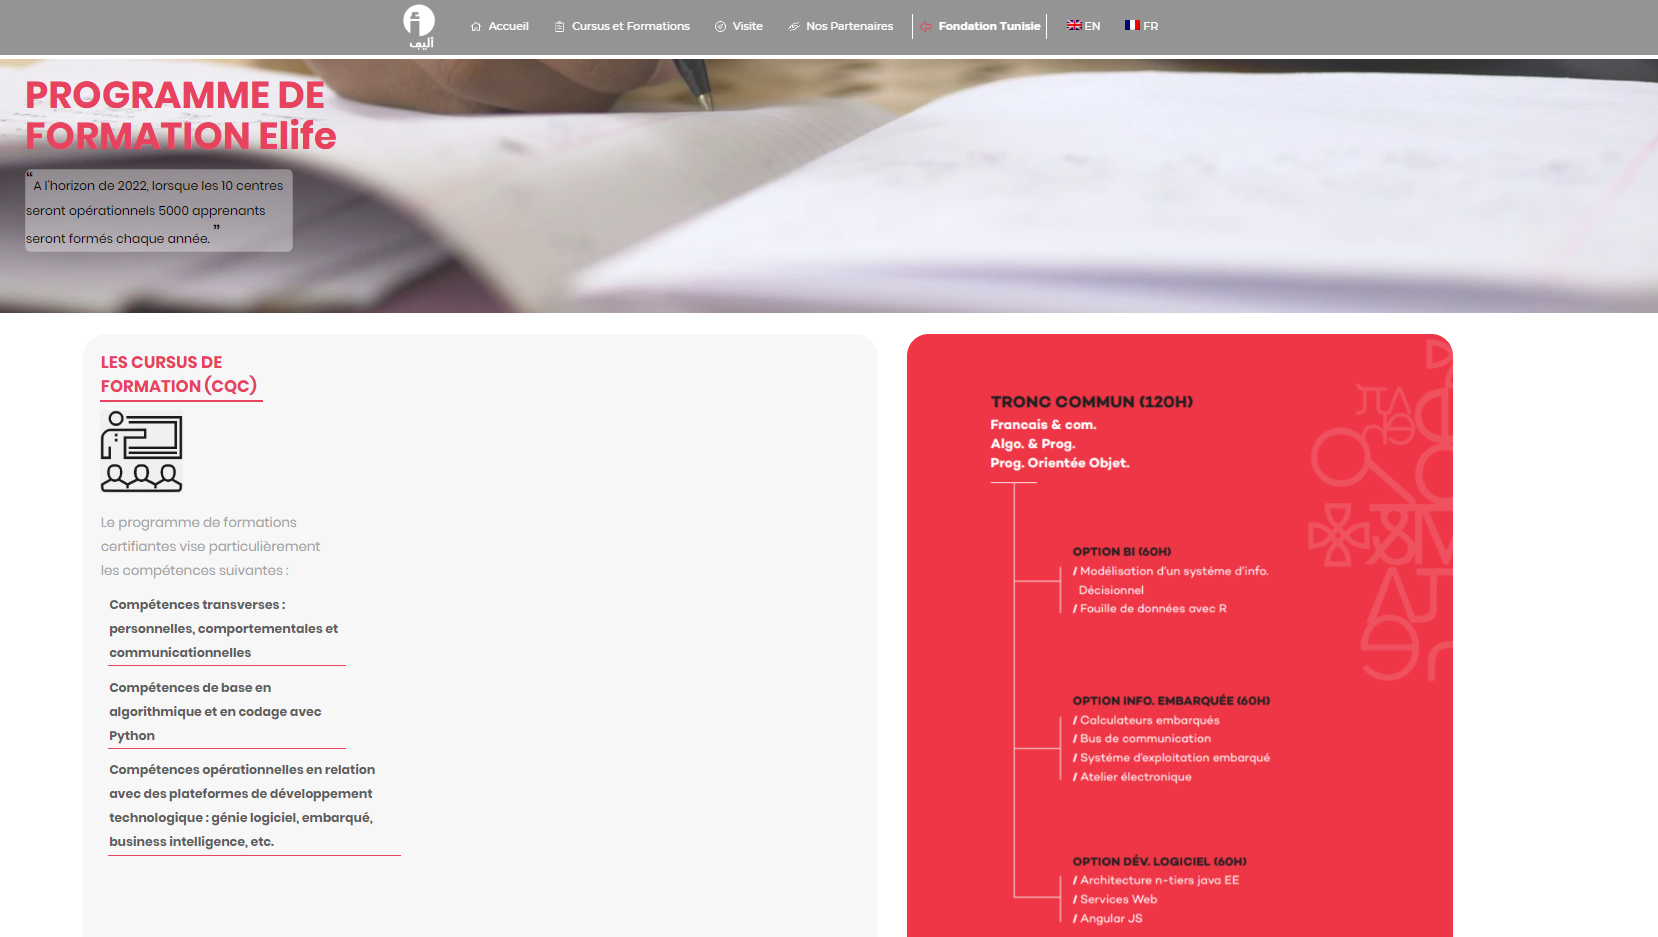 أليف
Accueil
Cursus et Formations
Visite
Nos Partenaires
Fondation Tunisie
EN
FR
PROGRAMME DE
FORMATION Elife
“A l'horizon de 2022, lorsque les 10 centres
seront opérationnels 5000 apprenants
seront formés chaque année. ”
LES CURSUS DE
FORMATION (CQC)
Le programme de formations
certifiantes vise particulièrement
les compétences suivantes :
Compétences transverses :
personnelles, comportementales et
communicationnelles
Compétences de base en
algorithmique et en codage avec
Python
Compétences opérationnelles en relation
avec des plateformes de développement
technologique : génie logiciel, embarqué,
business intelligence, etc.
TRONC COMMUN (120H)
Francais & com.
Algo. & Prog.
Prog. Orientée Objet.
OPTION BI (60H)
/ Modélisation d'un systéme d'info.
Décisionnel
/ Fouille de données avec R
OPTION INFO. EMBARQUÉE (60H)
/ Calculateurs embarqués
/ Bus de communication
/ Systéme d'exploitation embarqué
/ Atelier électronique
OPTION DÉV. LOGICIEL (60H)
/ Architecture n-tiers java EE
/ Services Web
/ Angular JS